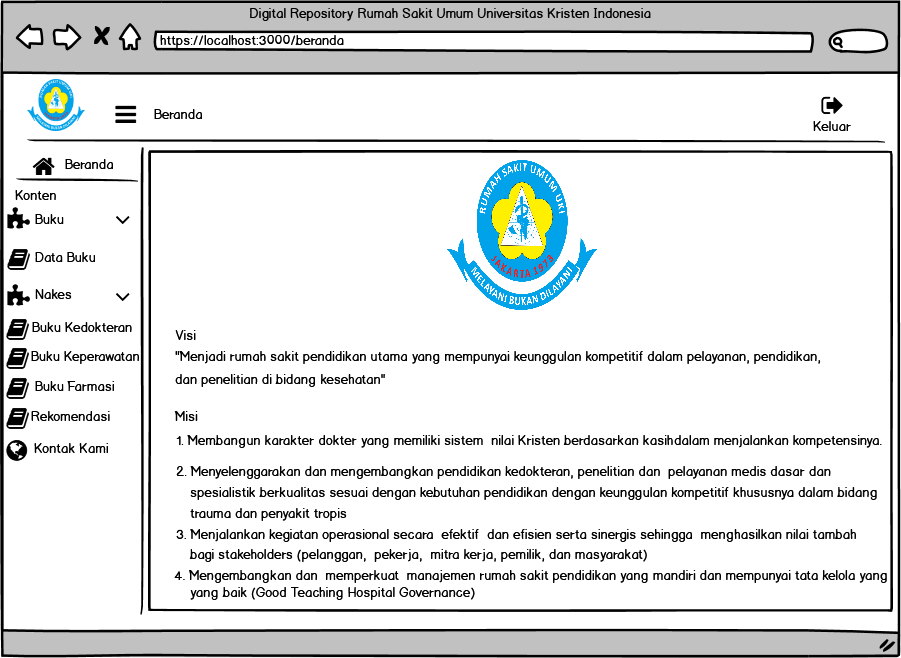 Digital Repository Rumah Sakit Umum Universitas Kristen Indonesia
https://localhost:3000/beranda
Beranda
Keluar
Beranda
Konten
Buku
Data Buku
Nakes
Buku Kedokteran
Buku Keperawatan
Buku Farmasi
Rekomendasi
Kontak Kami
RUMAH SAKIT UMUM UKI
JAKARTA 1973
MELAYANI BUKAN DILAYANI
Visi
"Menjadi rumah sakit pendidikan utama yang mempunyai keunggulan kompetitif dalam pelayanan, pendidikan,
dan penelitian di bidang kesehatan"
Misi
1. Membangun karakter dokter yang memiliki sistem nilai Kristen berdasarkan kasihdalam menjalankan kompetensinya.
2. Menyelenggarakan dan mengembangkan pendidikan kedokteran, penelitian dan pelayanan medis dasar dan
spesialistik berkualitas sesuai dengan kebutuhan pendidikan dengan keunggulan kompetitif khususnya dalam bidang
trauma dan penyakit tropis
3. Menjalankan kegiatan operasional secara efektif dan efisien serta sinergis sehingga menghasilkan nilai tambah
bagi stakeholders (pelanggan, pekerja, mitra kerja, pemilik, dan masyarakat)
4. Mengembangkan dan memperkuat manajemen rumah sakit pendidikan yang mandiri dan mempunyai tata kelola yang
yang baik (Good Teaching Hospital Governance)